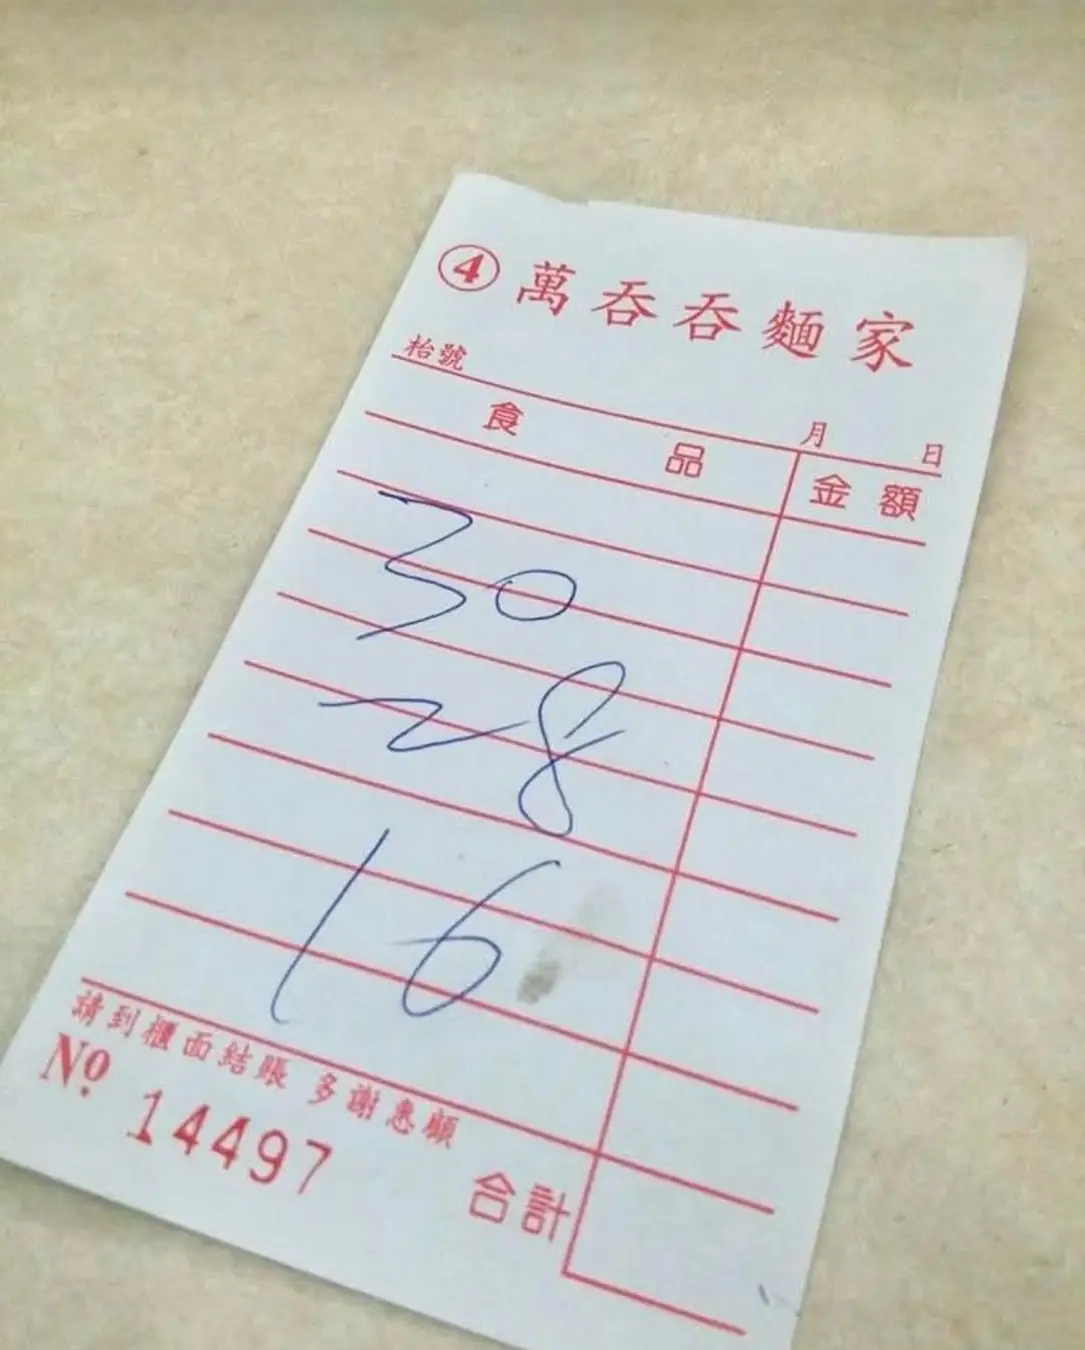 ④ 萬吞吞麵家
枱號
月 日
食品 金額
30
28
16
請到櫃面結賬 多謝惠顧
No. 14497
合計